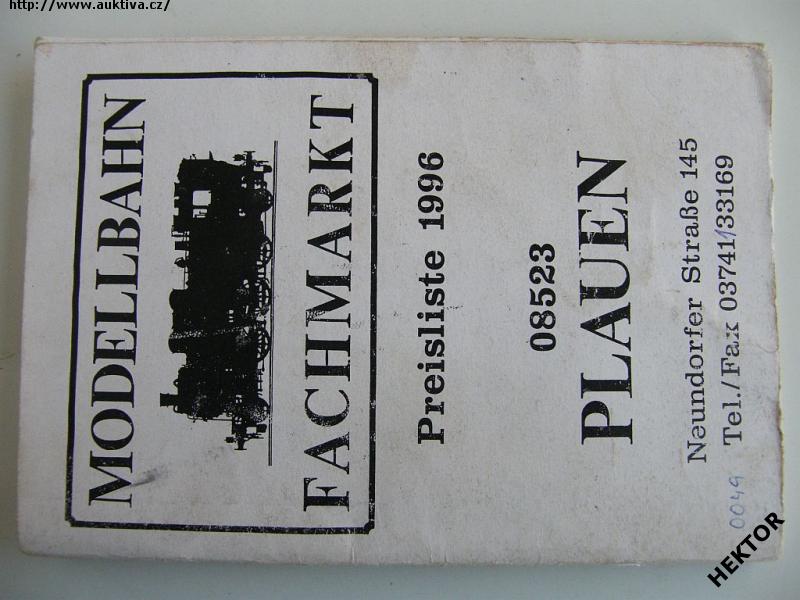 http://www.auktiva.cz/
MODELLBAHN
FACHMARKT
Preisliste 1996
08523
PLAUEN
Neundorfer Straße 145
Tel./Fax 03741/33169
0049
HEKTOR